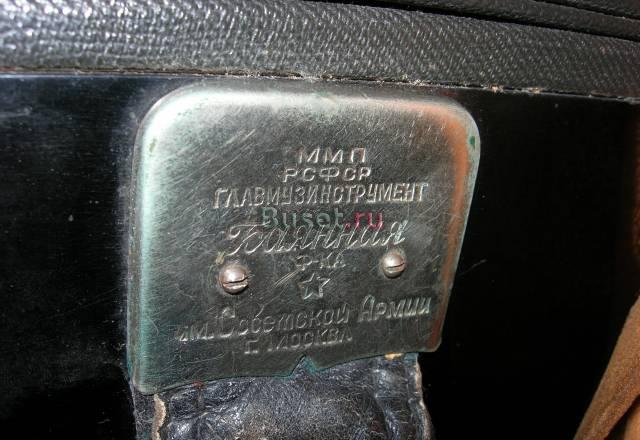 ММП
РСФСР
ГЛАВМУЗИНСТРУМЕНТ
Buset.ru
Баянная
Ф-КА
им. Советской Армии
Г. МОСКВА